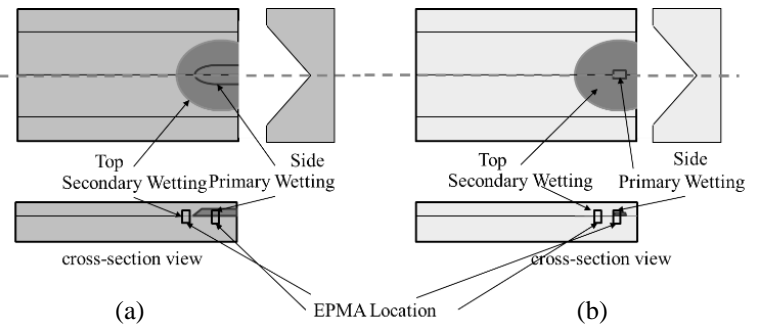 Top
Side
Secondary Wetting
Primary Wetting
cross-section view
Top
Side
Secondary Wetting
Primary Wetting
cross-section view
(a)
EPMA Location
(b)